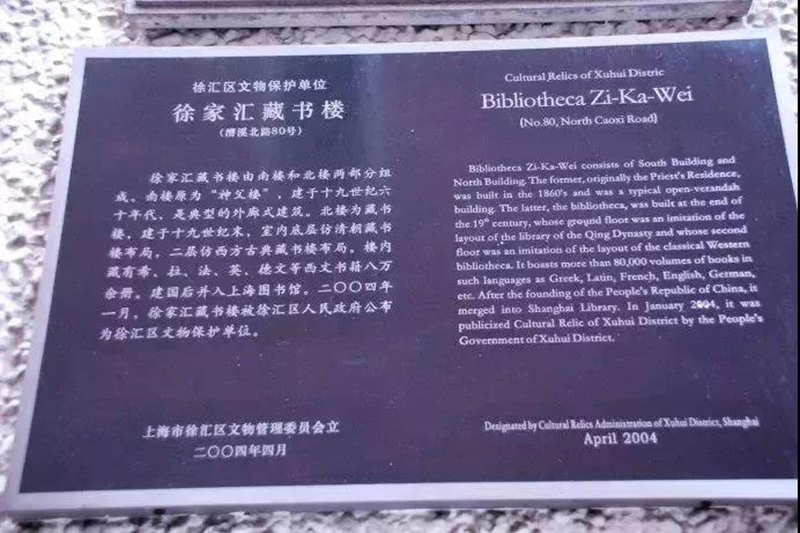 徐汇区文物保护单位
徐家汇藏书楼
(漕溪北路80号)
徐家汇藏书楼由南楼和北楼两部分组
成。南楼原为“神父楼”，建于十九世纪六
十年代，是典型的外廊式建筑。北楼为藏书
楼，建于十九世纪末，室内底层仿清朝藏书
楼布局，二层仿西方古典藏书楼布局。楼内
藏有希、拉、法、英、德文等西文书籍八万
余册。建国后并入上海图书馆。二〇〇四年
一月，徐家汇藏书楼被徐汇区人民政府公布
为徐汇区文物保护单位。
上海市徐汇区文物管理委员会立
二〇〇四年四月
Cultural Relics of Xuhui Distric
Bibliotheca Zi-Ka-Wei
(No.80, North Caoxi Road)
Bibliotheca Zi-Ka-Wei consists of South Building and
North Building. The former, originally the Priest's Residence,
was built in the 1860's and was a typical open-verandah
building. The latter, the bibliotheca, was built at the end of
the 19th century, whose ground floor was an imitation of the
layout of the library of the Qing Dynasty and whose second
floor was an imitation of the layout of the classical Western
bibliotheca. It boasts more than 80,000 volumes of books in
such languages as Greek, Latin, French, English, German,
etc. After the founding of the People's Republic of China, it
merged into Shanghai Library. In January 2004, it was
publicized Cultural Relic of Xuhui District by the People's
Government of Xuhui District.
Designated by Cultural Relics Administration of Xuhui District, Shanghai
April 2004